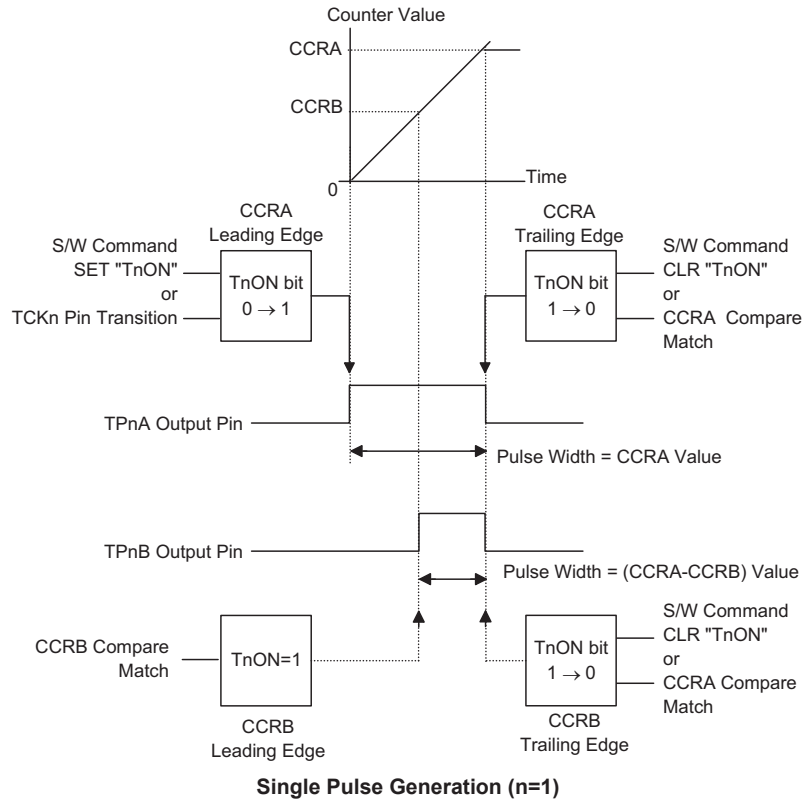 Counter Value
CCRA
CCRB
0
Time
CCRA
Leading Edge
S/W Command
SET "TnON"
or
TCKn Pin Transition
TnON bit
0 → 1
CCRA
Trailing Edge
TnON bit
1 → 0
S/W Command
CLR "TnON"
or
CCRA Compare
Match
TPnA Output Pin
Pulse Width = CCRA Value
TPnB Output Pin
Pulse Width = (CCRA-CCRB) Value
CCRB Compare
Match
TnON=1
CCRB
Leading Edge
TnON bit
1 → 0
CCRB
Trailing Edge
S/W Command
CLR "TnON"
or
CCRA Compare
Match
Single Pulse Generation (n=1)